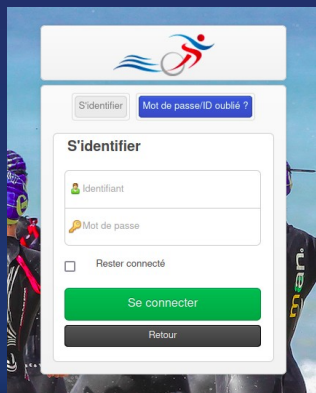 S'identifier
Mot de passe/ID oublié ?
S'identifier
Identifiant
Mot de passe
Rester connecté
Se connecter
Retour